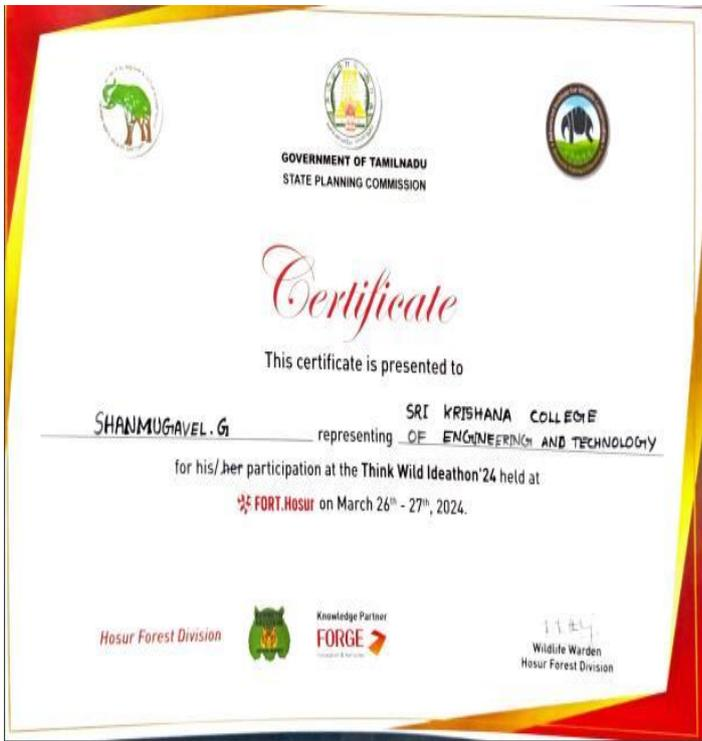 GOVERNMENT OF TAMILNADU
STATE PLANNING COMMISSION
Certificate
This certificate is presented to
SHANMUGAVEL.G representing SRI KRISHANA COLLEGE
OF ENGINEERING AND TECHNOLOGY
for his/her participation at the Think Wild Ideathon'24 held at
FORT.Hosur on March 26th - 27th, 2024.
Hosur Forest Division
Knowledge Partner
FORGE
Wildlife Warden
Hosur Forest Division